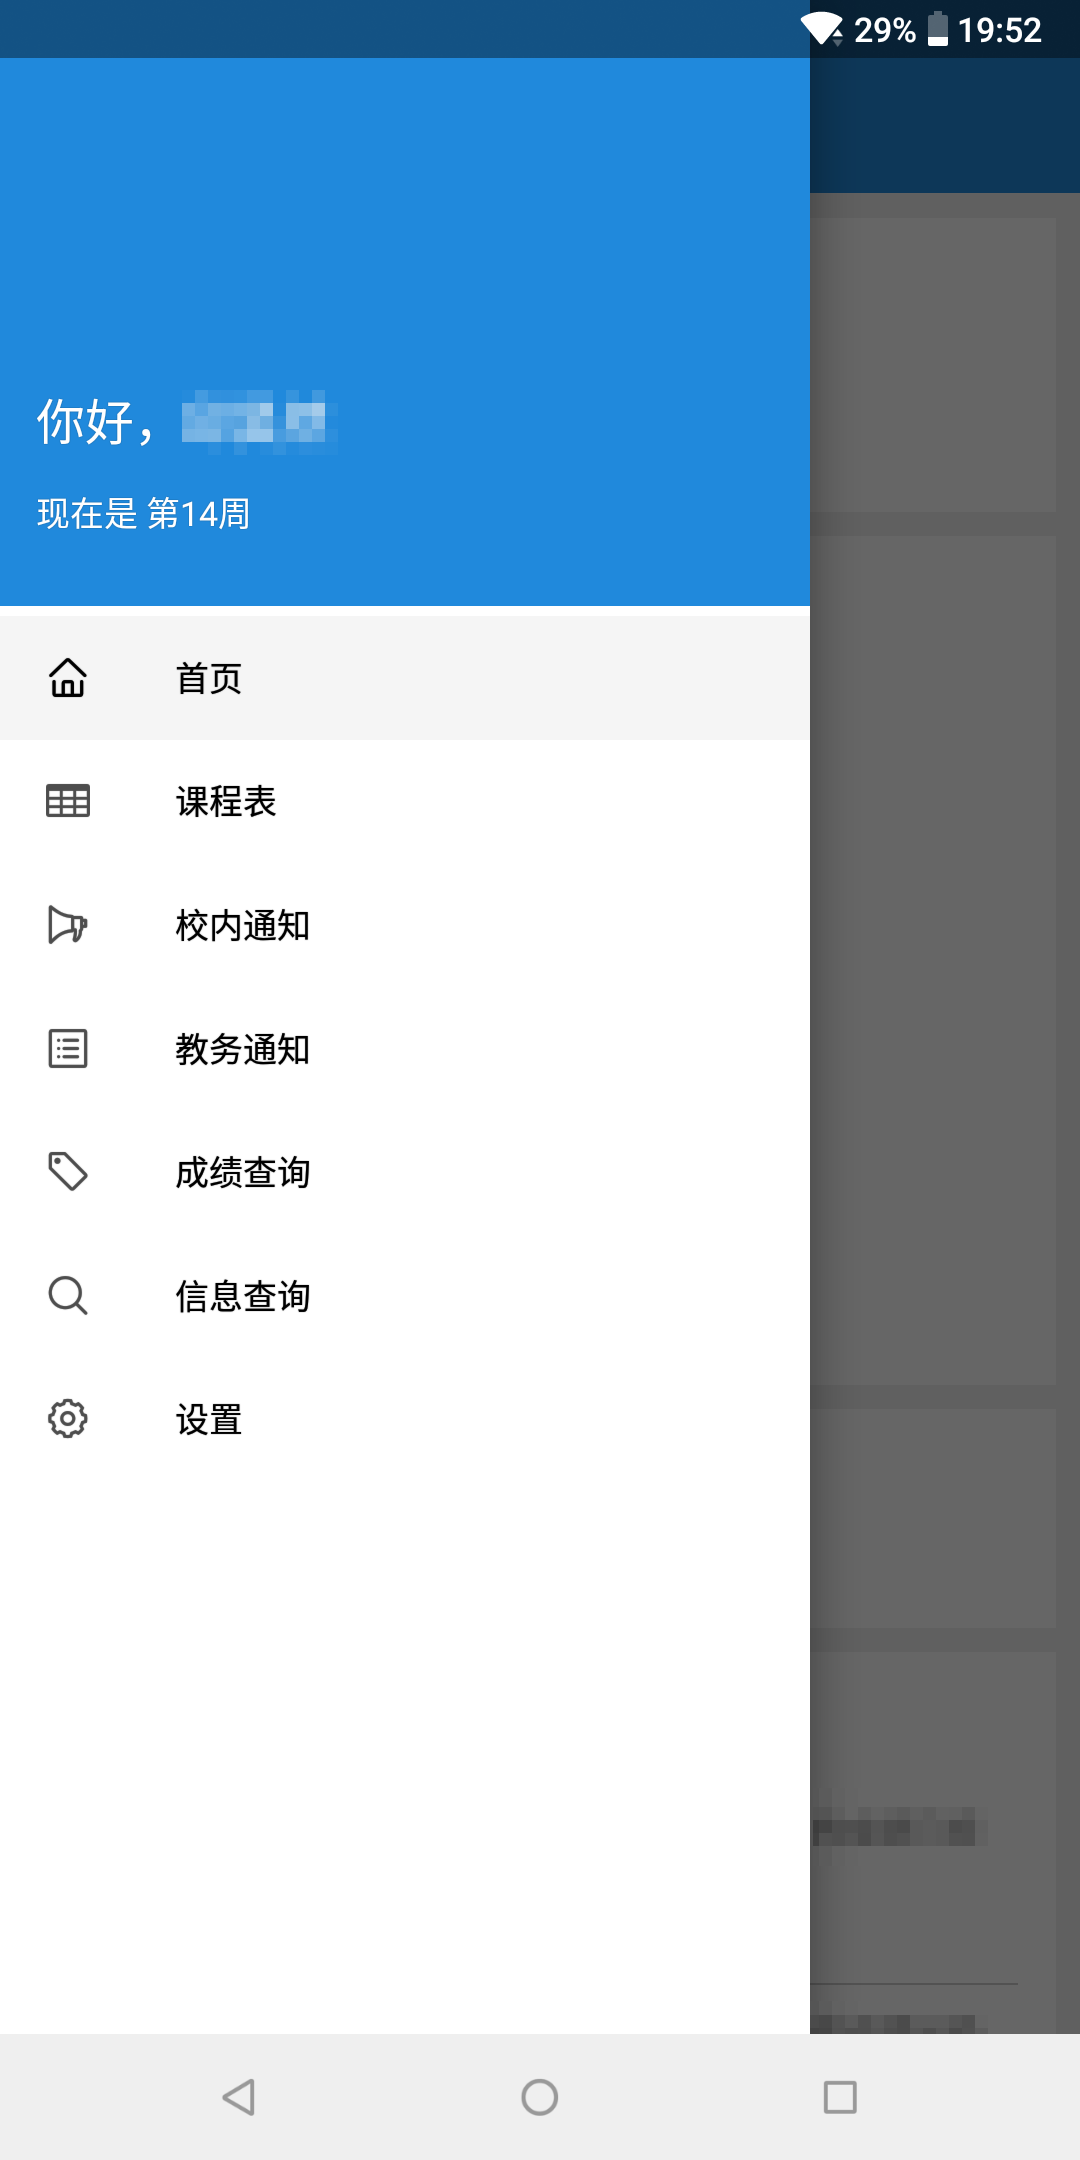 29% 19:52
你好，
现在是 第14周
首页
课程表
校内通知
教务通知
成绩查询
信息查询
设置